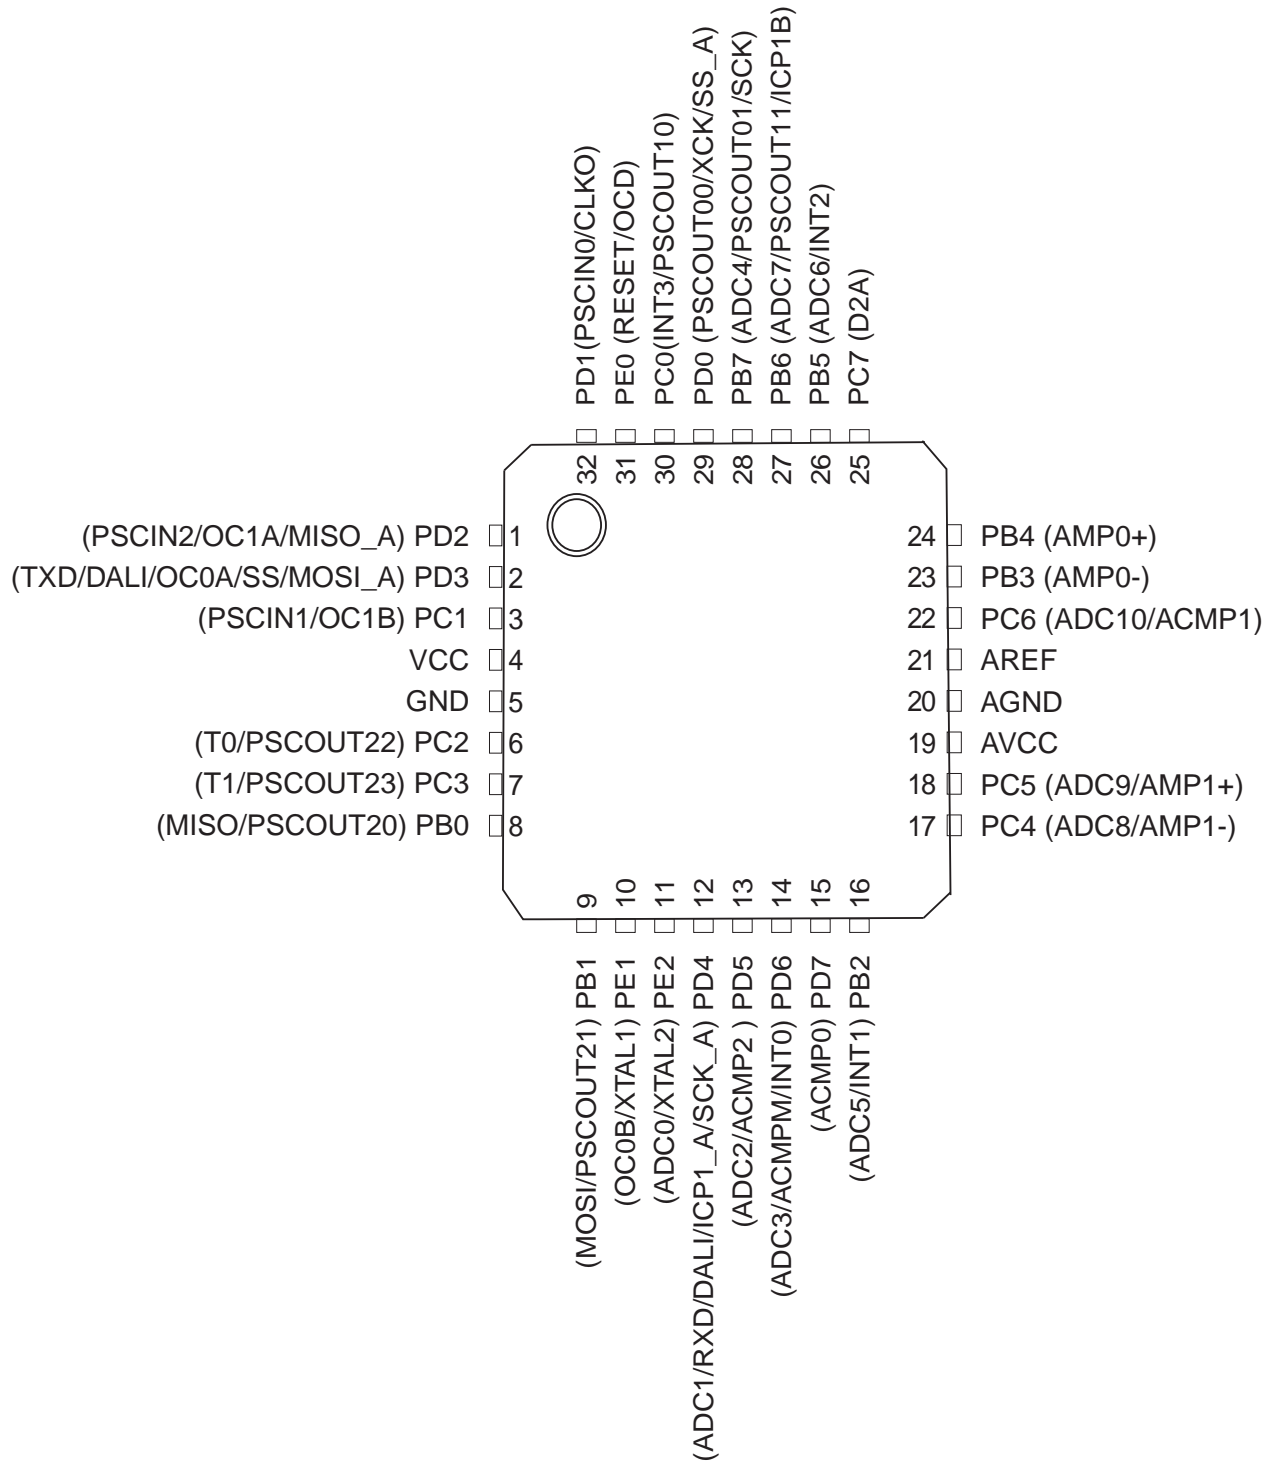 PD1(PSCIN0/CLKO)
PE0 (RESET/OCD)
PC0(INT3/PSCOUT10)
PD0 (PSCOUT00/XCK/SS_A)
PB7 (ADC4/PSCOUT01/SCK)
PB6 (ADC7/PSCOUT11/ICP1B)
PB5 (ADC6/INT2)
PC7 (D2A)
32
31
30
29
28
27
26
25
(PSCIN2/OC1A/MISO_A) PD2 1
(TXD/DALI/OC0A/SS/MOSI_A) PD3 2
(PSCIN1/OC1B) PC1 3
VCC 4
GND 5
(T0/PSCOUT22) PC2 6
(T1/PSCOUT23) PC3 7
(MISO/PSCOUT20) PB0 8
24 PB4 (AMP0+)
23 PB3 (AMP0-)
22 PC6 (ADC10/ACMP1)
21 AREF
20 AGND
19 AVCC
18 PC5 (ADC9/AMP1+)
17 PC4 (ADC8/AMP1-)
9
10
11
12
13
14
15
16
(MOSI/PSCOUT21) PB1
(OC0B/XTAL1) PE1
(ADC0/XTAL2) PE2
(ADC1/RXD/DALI/ICP1_A/SCK_A) PD4
(ADC2/ACMP2 ) PD5
(ADC3/ACMPM/INT0) PD6
(ACMP0) PD7
(ADC5/INT1) PB2